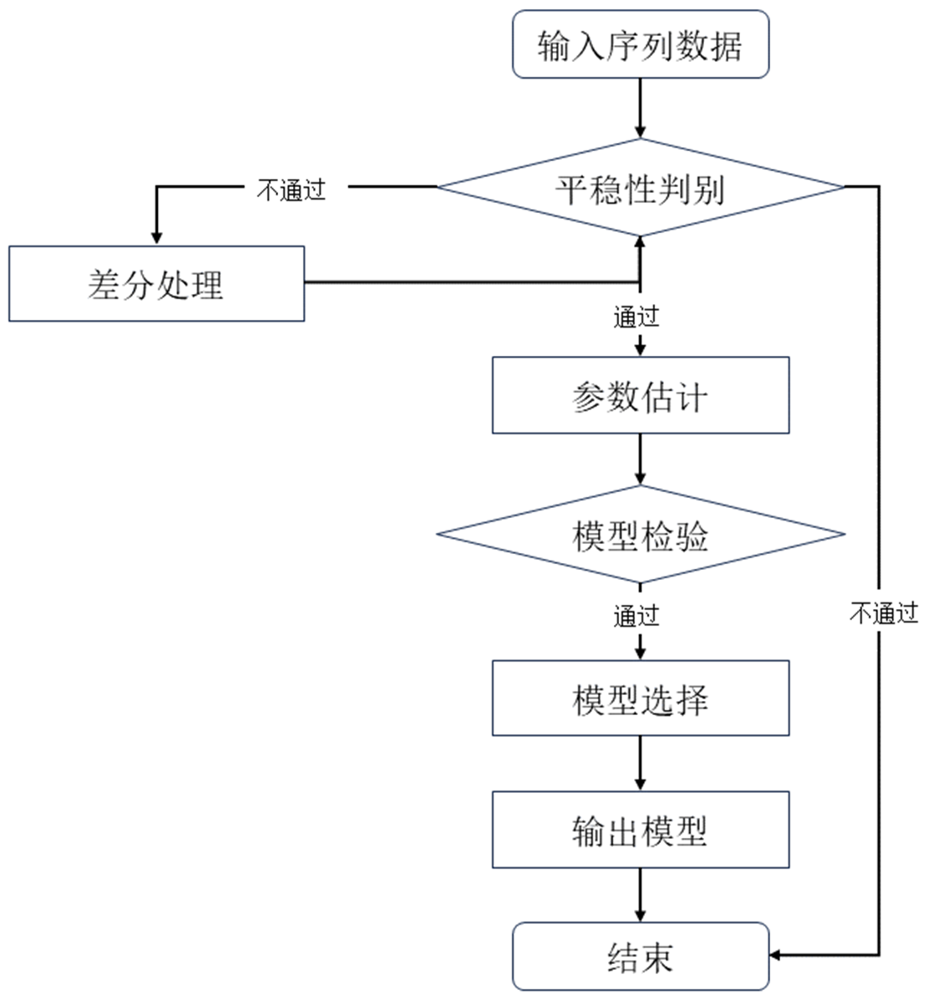 输入序列数据
平稳性判别
不通过
差分处理
通过
参数估计
模型检验
通过
不通过
模型选择
输出模型
结束